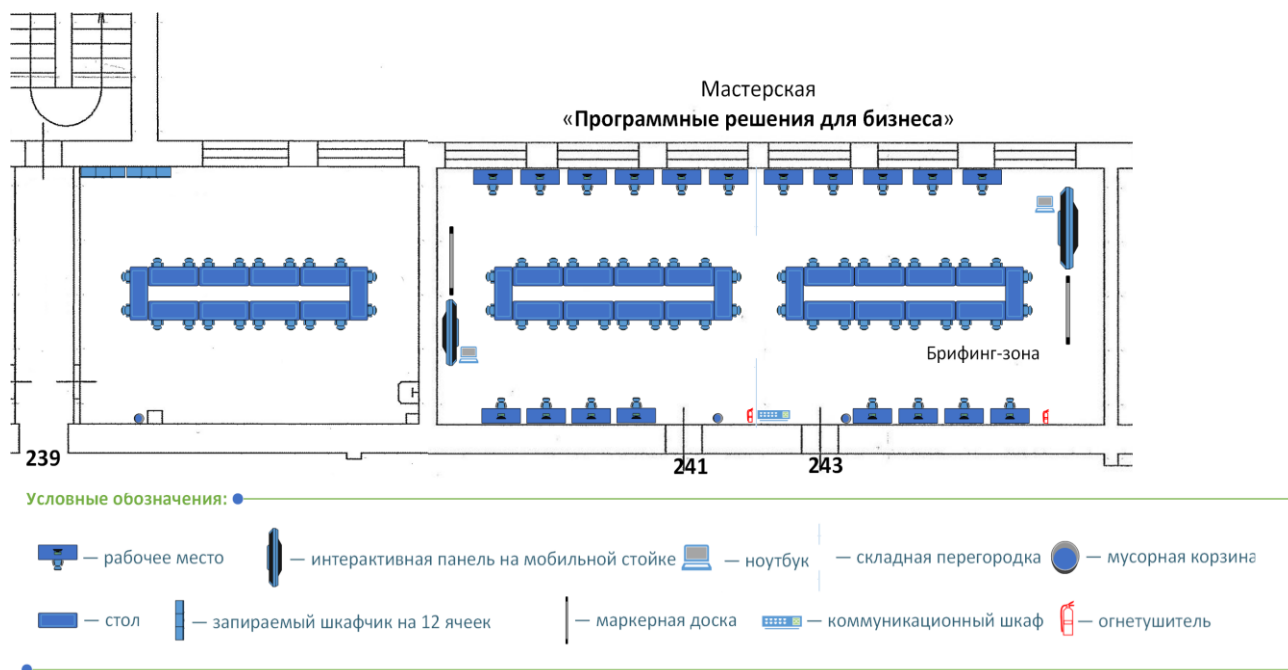 Мастерская
«Программные решения для бизнеса»
Брифинг-зона
239
241
243
Условные обозначения:
— рабочее место
— интерактивная панель на мобильной стойке
— ноутбук
— складная перегородка
— мусорная корзина
— стол
— запираемый шкафчик на 12 ячеек
— маркерная доска
— коммуникационный шкаф
— огнетушитель